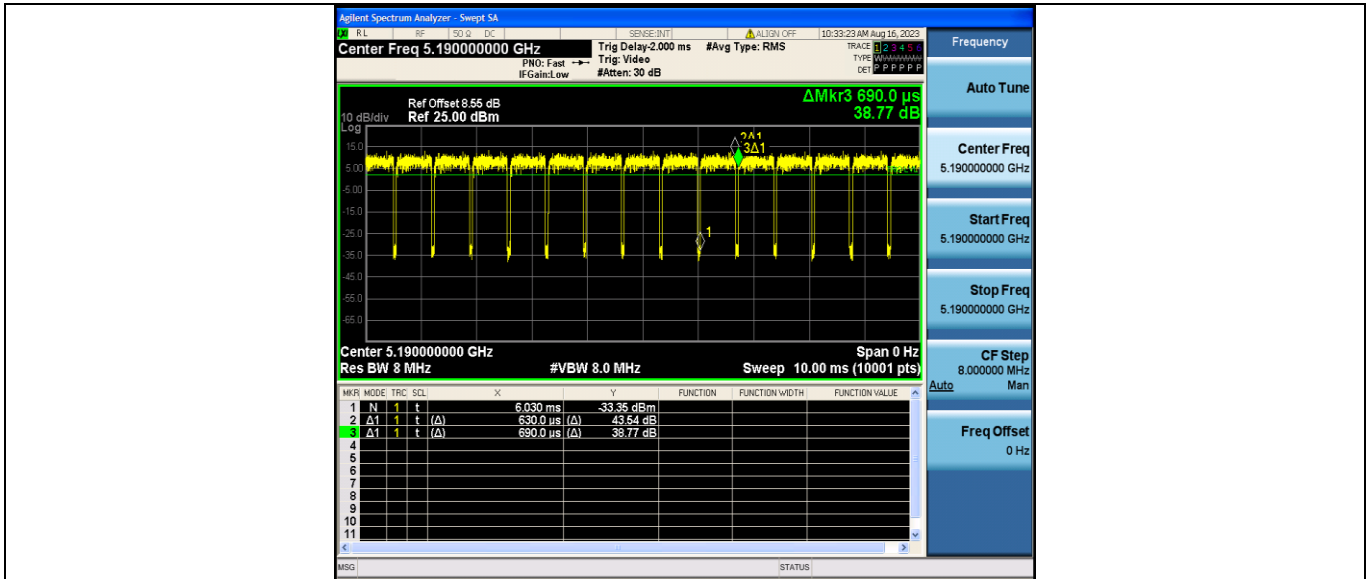 Agilent Spectrum Analyzer - Swept SA
LXI RL RF 50 Ω DC SENSE:INT ALIGN OFF 10:33:23 AM Aug 16, 2023
Center Freq 5.190000000 GHz
Trig Delay-2.000 ms #Avg Type: RMS
TRACE 1 2 3 4 5 6
PNO: Fast Trig: Video
TYPE
IFGain:Low #Atten: 30 dB
DET P P P P P P
ΔMkr3 690.0 µs
Ref Offset 8.55 dB
38.77 dB
10 dB/div Ref 25.00 dBm
Log
15.0
5.00
-5.00
-15.0
-25.0
-35.0
-45.0
-55.0
-65.0
2Δ1
3Δ1
1
Center 5.190000000 GHz Span 0 Hz
Res BW 8 MHz #VBW 8.0 MHz Sweep 10.00 ms (10001 pts)
MKR MODE TRC SCL X Y FUNCTION FUNCTION WIDTH FUNCTION VALUE
1 N 1 t 6.030 ms -33.35 dBm
2 Δ1 1 t (Δ) 630.0 µs (Δ) 43.54 dB
3 Δ1 1 t (Δ) 690.0 µs (Δ) 38.77 dB
4
5
6
7
8
9
10
11
MSG STATUS
Frequency
Auto Tune
Center Freq
5.190000000 GHz
Start Freq
5.190000000 GHz
Stop Freq
5.190000000 GHz
CF Step
8.000000 MHz
Auto Man
Freq Offset
0 Hz